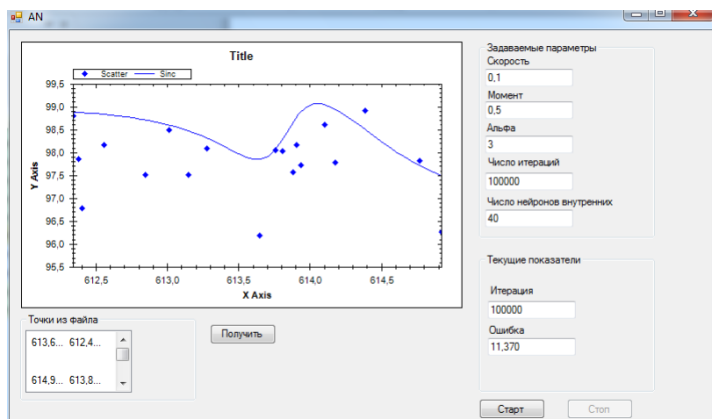 AN
Title
Scatter Sinc
99,5
99,0
98,5
98,0
97,5
97,0
96,5
96,0
95,5
Y Axis
612,5 613,0 613,5 614,0 614,5
X Axis
Точки из файла
613,6... 612,4...
614,9... 613,8...
Получить
Задаваемые параметры
Скорость
0,1
Момент
0,5
Альфа
3
Число итераций
100000
Число нейронов внутренних
40
Текущие показатели
Итерация
100000
Ошибка
11,370
Старт Стоп